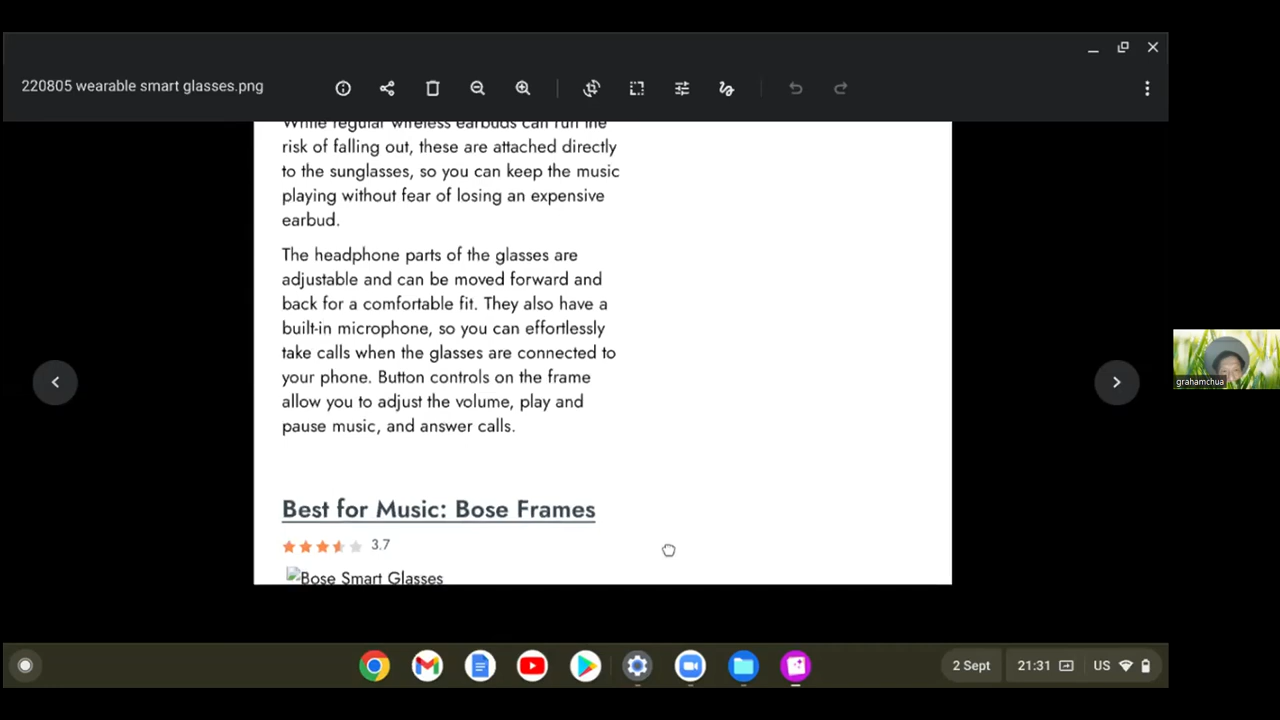 220805 wearable smart glasses.png
While regular wireless earbuds can run the
risk of falling out, these are attached directly
to the sunglasses, so you can keep the music
playing without fear of losing an expensive
earbud.
The headphone parts of the glasses are
adjustable and can be moved forward and
back for a comfortable fit. They also have a
built-in microphone, so you can effortlessly
take calls when the glasses are connected to
your phone. Button controls on the frame
allow you to adjust the volume, play and
pause music, and answer calls.
Best for Music: Bose Frames
3.7
Bose Smart Glasses
grahamchua
2 Sept 21:31 US